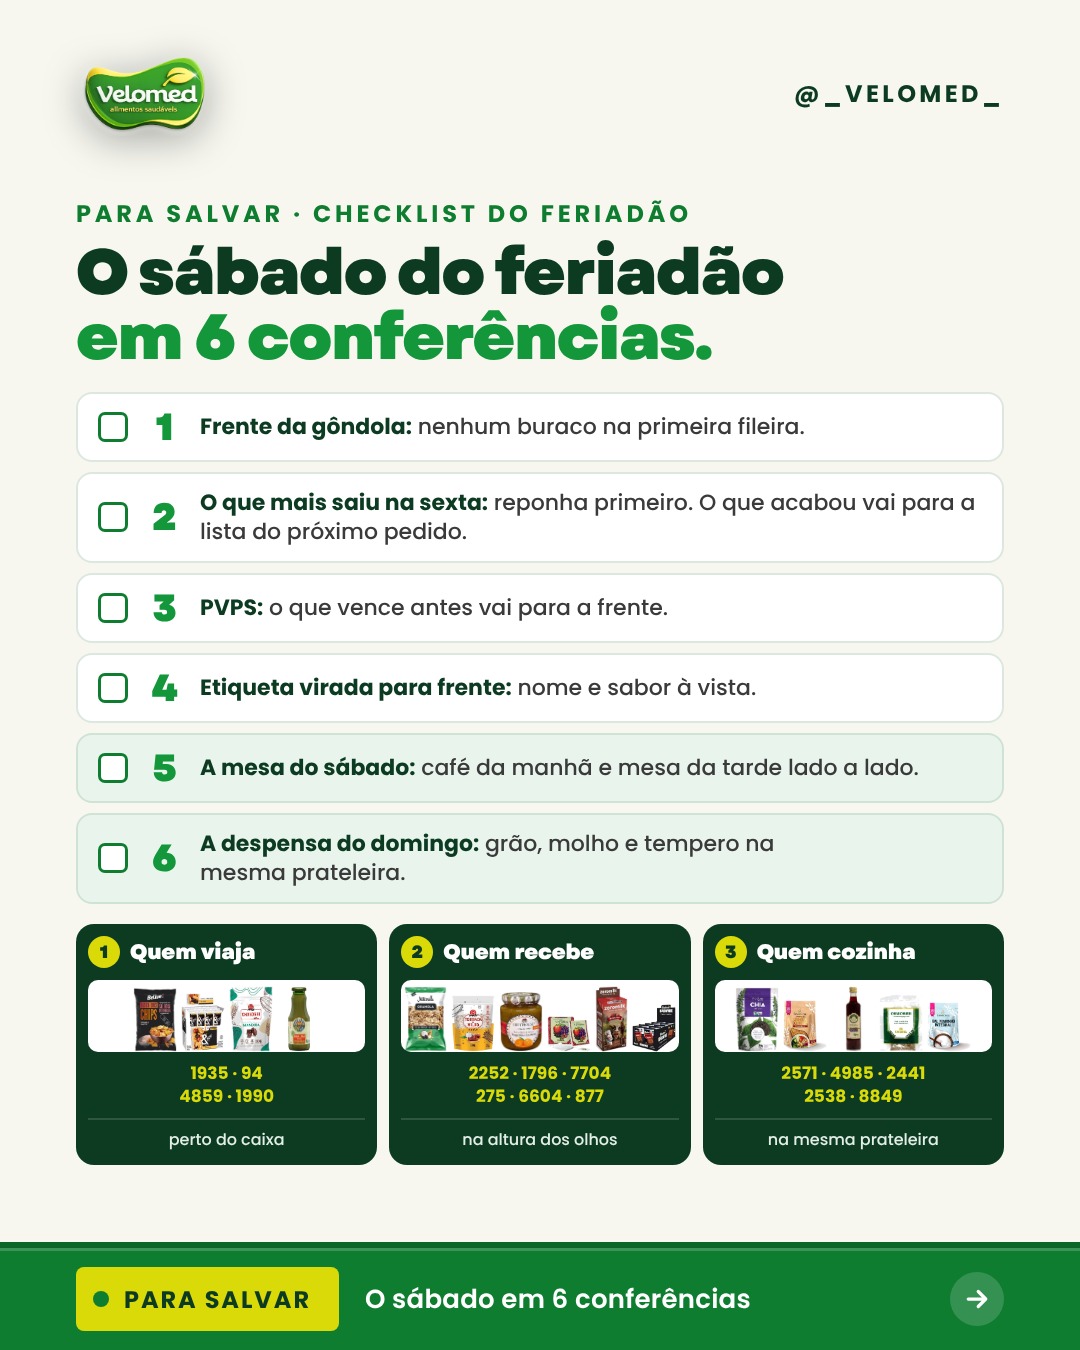 Velomed
alimentos saudáveis
@_VELOMED_
PARA SALVAR · CHECKLIST DO FERIADÃO
O sábado do feriadão
em 6 conferências.
1 Frente da gôndola: nenhum buraco na primeira fileira.
2 O que mais saiu na sexta: reponha primeiro. O que acabou vai para a
lista do próximo pedido.
3 PVPS: o que vence antes vai para a frente.
4 Etiqueta virada para frente: nome e sabor à vista.
5 A mesa do sábado: café da manhã e mesa da tarde lado a lado.
6 A despensa do domingo: grão, molho e tempero na
mesma prateleira.
1 Quem viaja
CHIPS
1935 · 94
4859 · 1990
perto do caixa
2 Quem recebe
2252 · 1796 · 7704
275 · 6604 · 877
na altura dos olhos
3 Quem cozinha
CHIA
2571 · 4985 · 2441
2538 · 8849
na mesma prateleira
PARA SALVAR
O sábado em 6 conferências